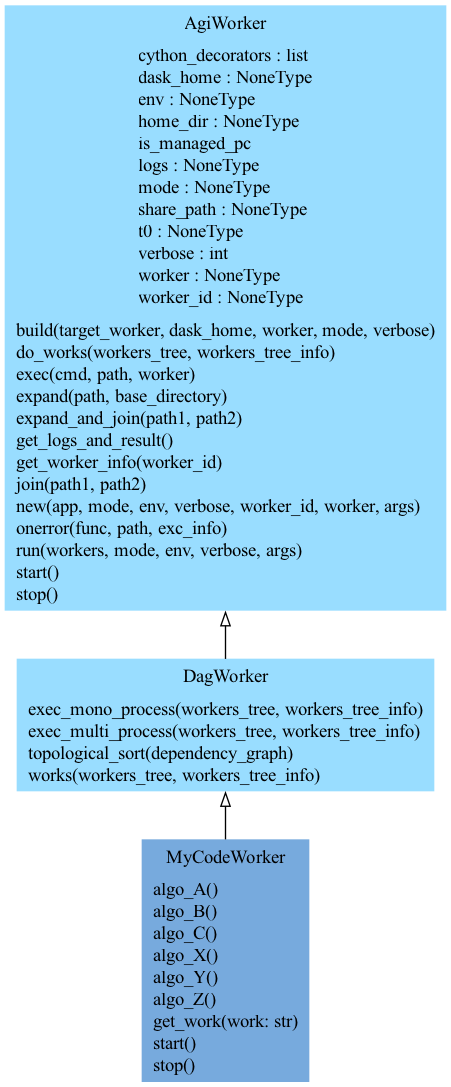 AgiWorker
cython_decorators : list
dask_home : NoneType
env : NoneType
home_dir : NoneType
is_managed_pc
logs : NoneType
mode : NoneType
share_path : NoneType
t0 : NoneType
verbose : int
worker : NoneType
worker_id : NoneType
build(target_worker, dask_home, worker, mode, verbose)
do_works(workers_tree, workers_tree_info)
exec(cmd, path, worker)
expand(path, base_directory)
expand_and_join(path1, path2)
get_logs_and_result()
get_worker_info(worker_id)
join(path1, path2)
new(app, mode, env, verbose, worker_id, worker, args)
onerror(func, path, exc_info)
run(workers, mode, env, verbose, args)
start()
stop()
DagWorker
exec_mono_process(workers_tree, workers_tree_info)
exec_multi_process(workers_tree, workers_tree_info)
topological_sort(dependency_graph)
works(workers_tree, workers_tree_info)
MyCodeWorker
algo_A()
algo_B()
algo_C()
algo_X()
algo_Y()
algo_Z()
get_work(work: str)
start()
stop()